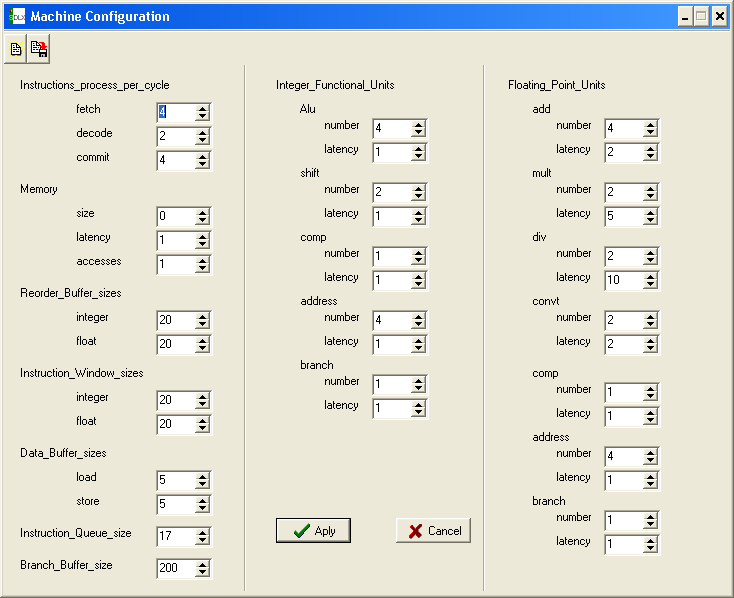 Machine Configuration
Instructions_process_per_cycle
fetch 4
decode 2
commit 4
Memory
size 0
latency 1
accesses 1
Reorder_Buffer_sizes
integer 20
float 20
Instruction_Window_sizes
integer 20
float 20
Data_Buffer_sizes
load 5
store 5
Instruction_Queue_size 17
Branch_Buffer_size 200
Integer_Functional_Units
Alu
number 4
latency 1
shift
number 2
latency 1
comp
number 1
latency 1
address
number 4
latency 1
branch
number 1
latency 1
Aply
Cancel
Floating_Point_Units
add
number 4
latency 2
mult
number 2
latency 5
div
number 2
latency 10
convt
number 2
latency 2
comp
number 1
latency 1
address
number 4
latency 1
branch
number 1
latency 1